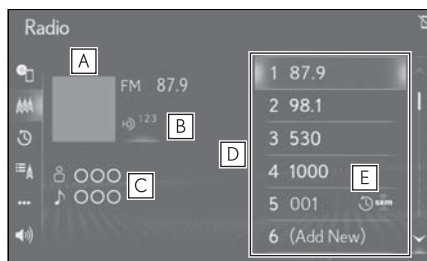 Radio
A
FM 87.9
123
B
C
OOO
OOO
D
1 87.9
2 98.1
3 530
4 1000
E
5 001 sxm
6 (Add New)